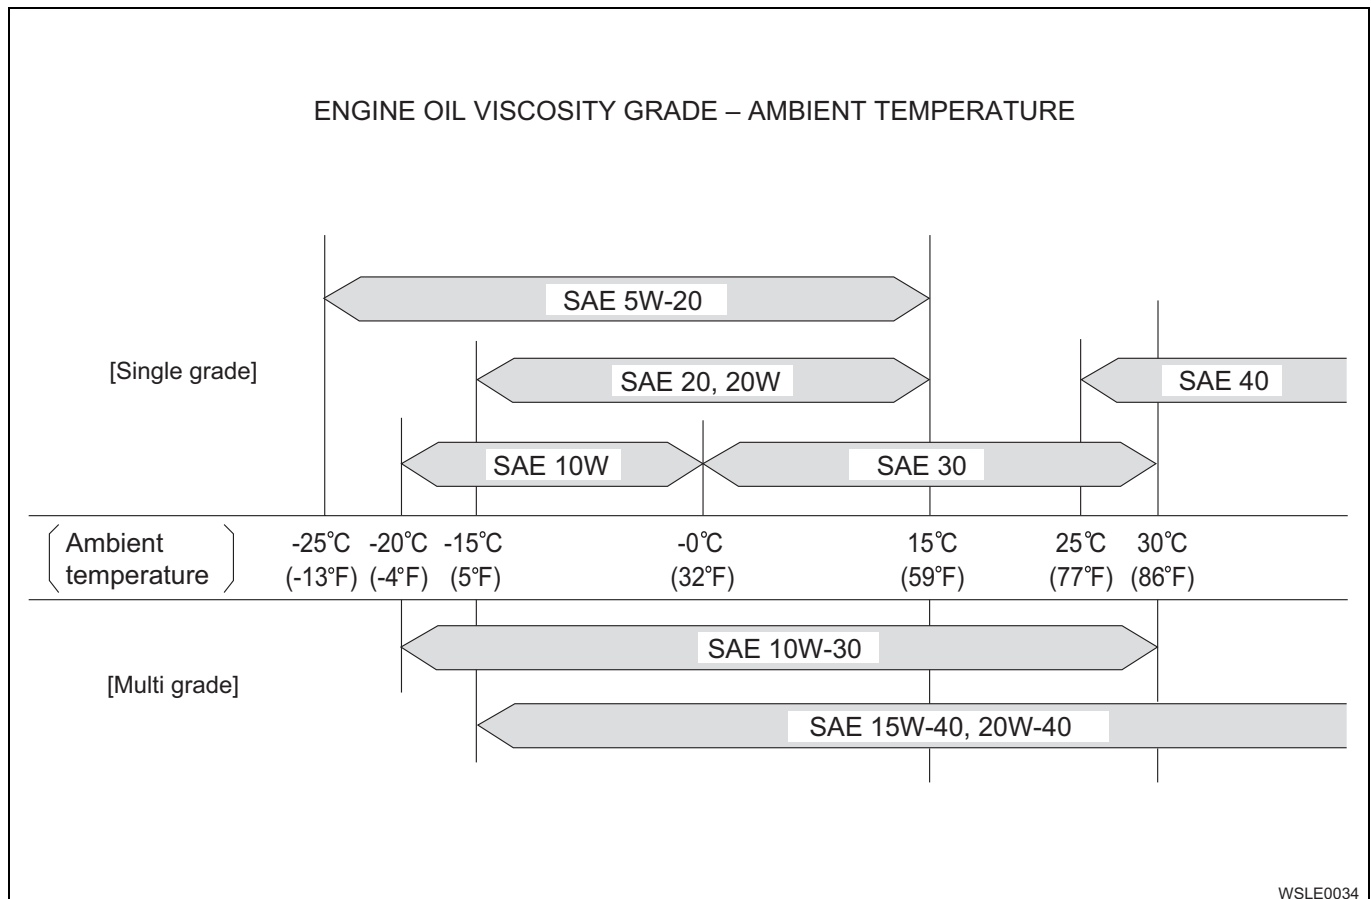 ENGINE OIL VISCOSITY GRADE – AMBIENT TEMPERATURE
SAE 5W-20
[Single grade]
SAE 20, 20W
SAE 40
SAE 10W
SAE 30
Ambient
temperature
-25°C -20°C -15°C -0°C 15°C 25°C 30°C
(-13°F) (-4°F) (5°F) (32°F) (59°F) (77°F) (86°F)
SAE 10W-30
[Multi grade]
SAE 15W-40, 20W-40
WSLE0034